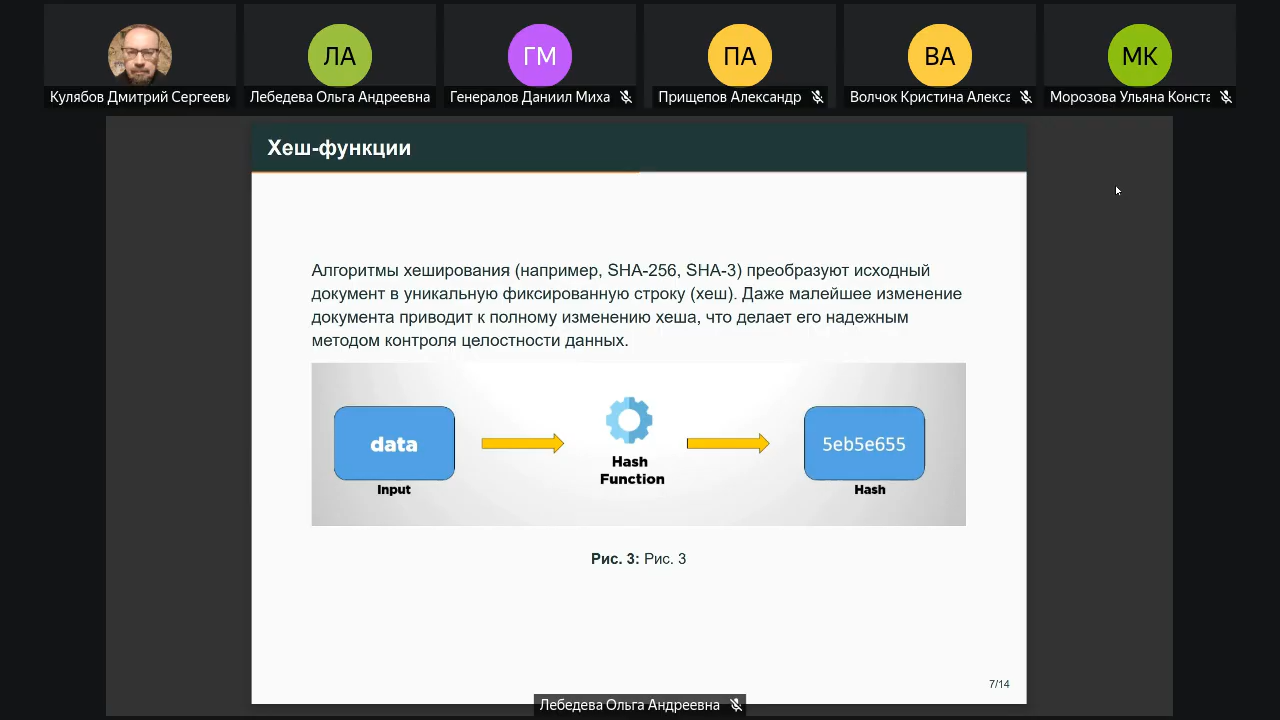 ЛА
ГМ
ПА
ВА
МК
Кулябов Дмитрий Сергееви
Лебедева Ольга Андреевна
Генералов Даниил Миха
Прищепов Александр
Волчок Кристина Алекса
Морозова Ульяна Конста
Хеш-функции
Алгоритмы хеширования (например, SHA-256, SHA-3) преобразуют исходный
документ в уникальную фиксированную строку (хеш). Даже малейшее изменение
документа приводит к полному изменению хеша, что делает его надежным
методом контроля целостности данных.
data
Input
Hash
Function
5eb5e655
Hash
Рис. 3: Рис. 3
7/14
Лебедева Ольга Андреевна